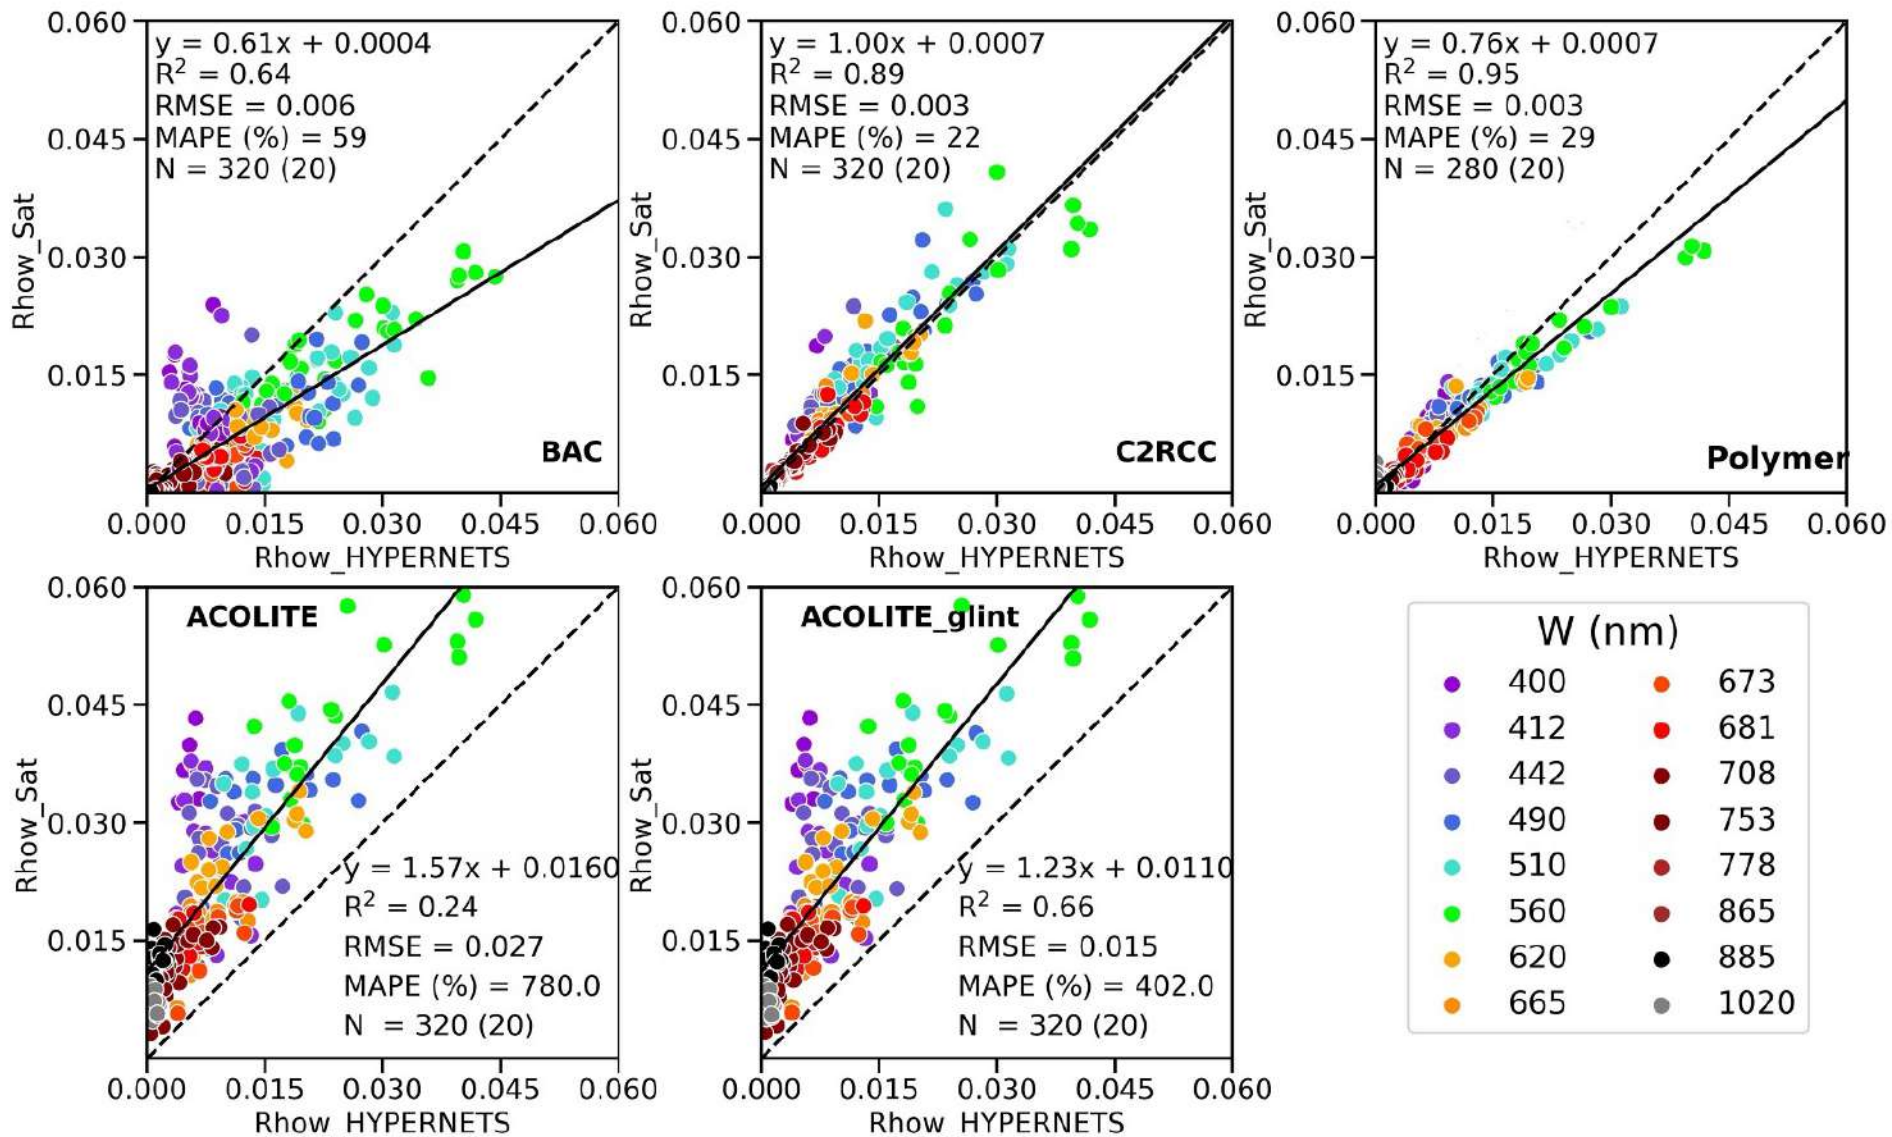 0.060
0.045
0.030
0.015
Rhow_Sat
y = 0.61x + 0.0004
R² = 0.64
RMSE = 0.006
MAPE (%) = 59
N = 320 (20)
BAC
0.000 0.015 0.030 0.045 0.060
Rhow_HYPERNETS
0.060
0.045
0.030
0.015
Rhow_Sat
y = 1.00x + 0.0007
R² = 0.89
RMSE = 0.003
MAPE (%) = 22
N = 320 (20)
C2RCC
0.000 0.015 0.030 0.045 0.060
Rhow_HYPERNETS
0.060
0.045
0.030
0.015
Rhow_Sat
y = 0.76x + 0.0007
R² = 0.95
RMSE = 0.003
MAPE (%) = 29
N = 280 (20)
Polymer
0.000 0.015 0.030 0.045 0.060
Rhow_HYPERNETS
0.060
0.045
0.030
0.015
Rhow_Sat
ACOLITE
y = 1.57x + 0.0160
R² = 0.24
RMSE = 0.027
MAPE (%) = 780.0
N = 320 (20)
0.000 0.015 0.030 0.045 0.060
Rhow_HYPERNETS
0.060
0.045
0.030
0.015
Rhow_Sat
ACOLITE_glint
y = 1.23x + 0.0110
R² = 0.66
RMSE = 0.015
MAPE (%) = 402.0
N = 320 (20)
0.000 0.015 0.030 0.045 0.060
Rhow_HYPERNETS
W (nm)
400 673
412 681
442 708
490 753
510 778
560 865
620 885
665 1020